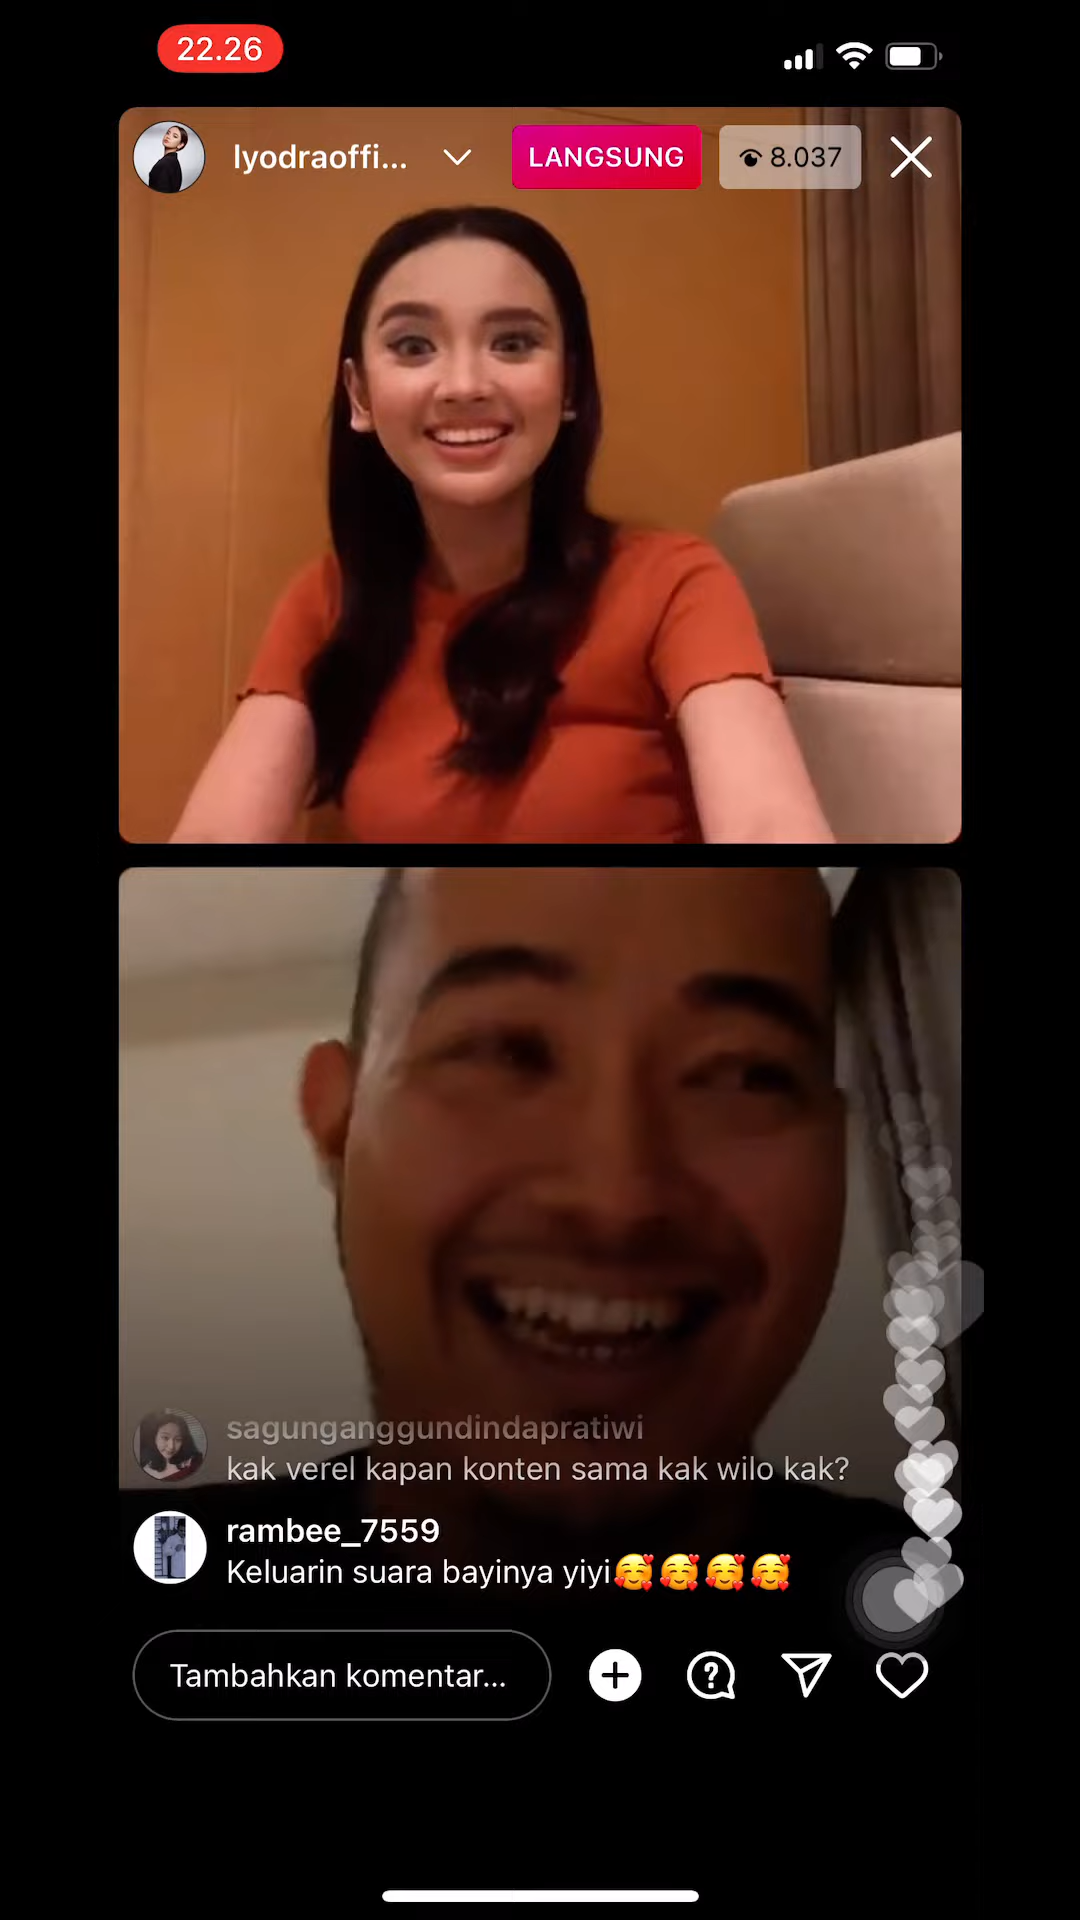 22.26
lyodraoffi...
LANGSUNG
8.037
sagunganggundindapratiwi
kak verel kapan konten sama kak wilo kak?
rambee_7559
Keluarin suara bayinya yiyi🥰🥰🥰🥰
Tambahkan komentar...